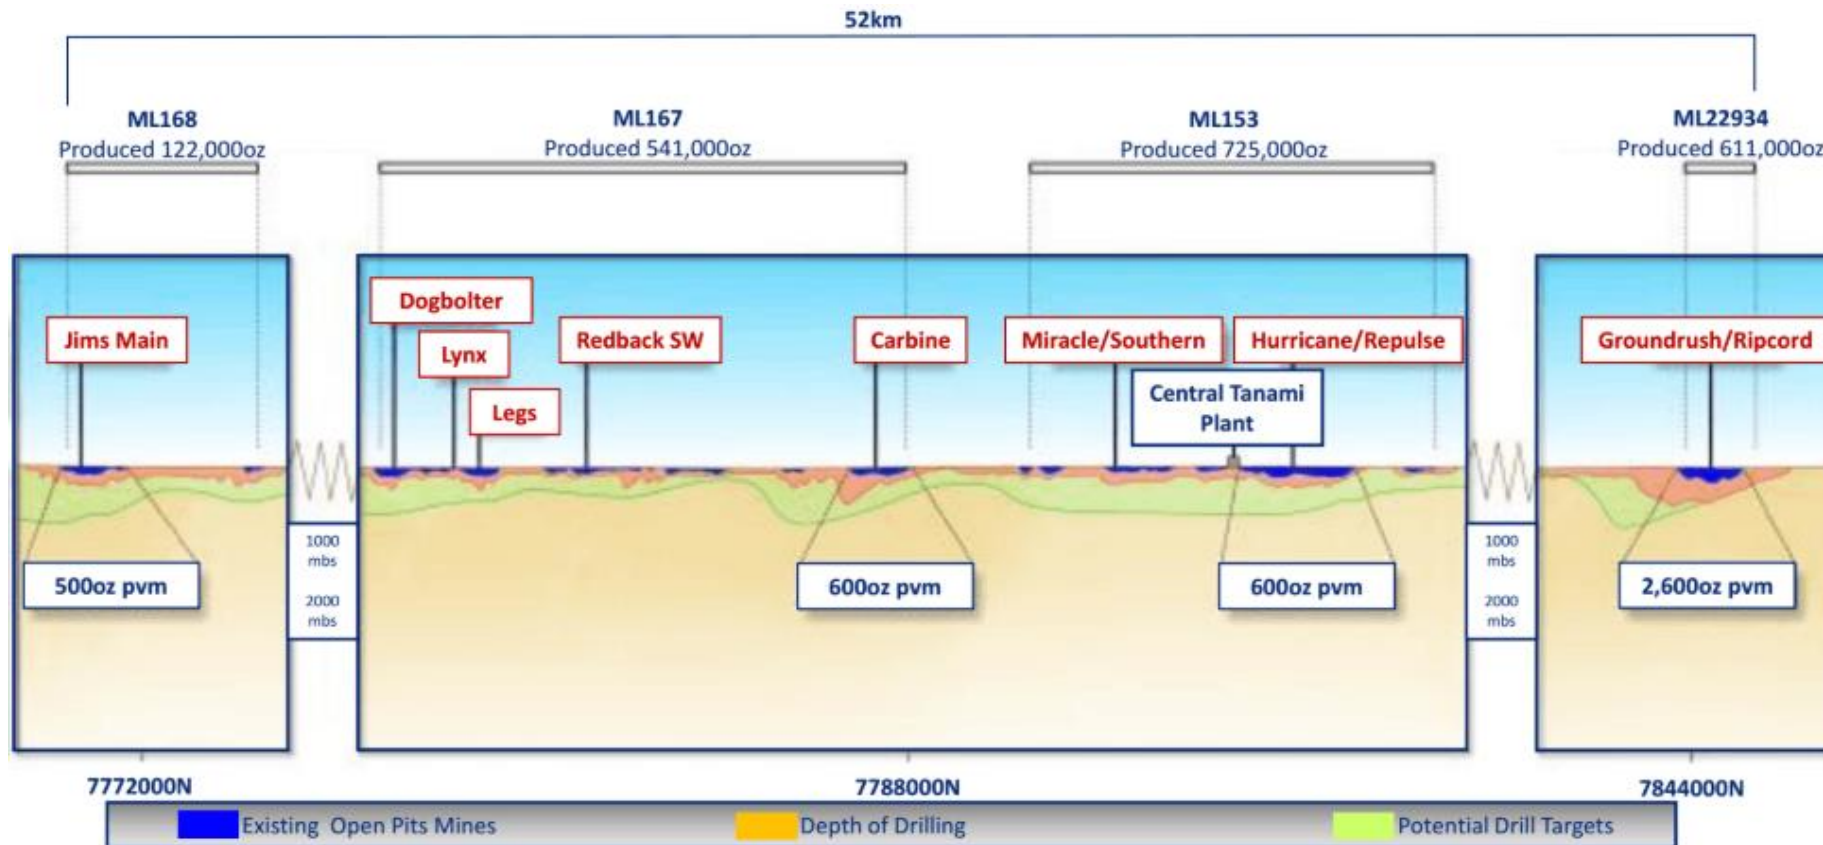 52km
ML168
Produced 122,000oz
ML167
Produced 541,000oz
ML153
Produced 725,000oz
ML22934
Produced 611,000oz
Jims Main
Dogbolter
Lynx
Legs
Redback SW
Carbine
Miracle/Southern
Hurricane/Repulse
Central Tanami
Plant
Groundrush/Ripcord
1000
mbs
2000
mbs
1000
mbs
2000
mbs
500oz pvm
600oz pvm
600oz pvm
2,600oz pvm
7772000N
7788000N
7844000N
Existing Open Pits Mines
Depth of Drilling
Potential Drill Targets